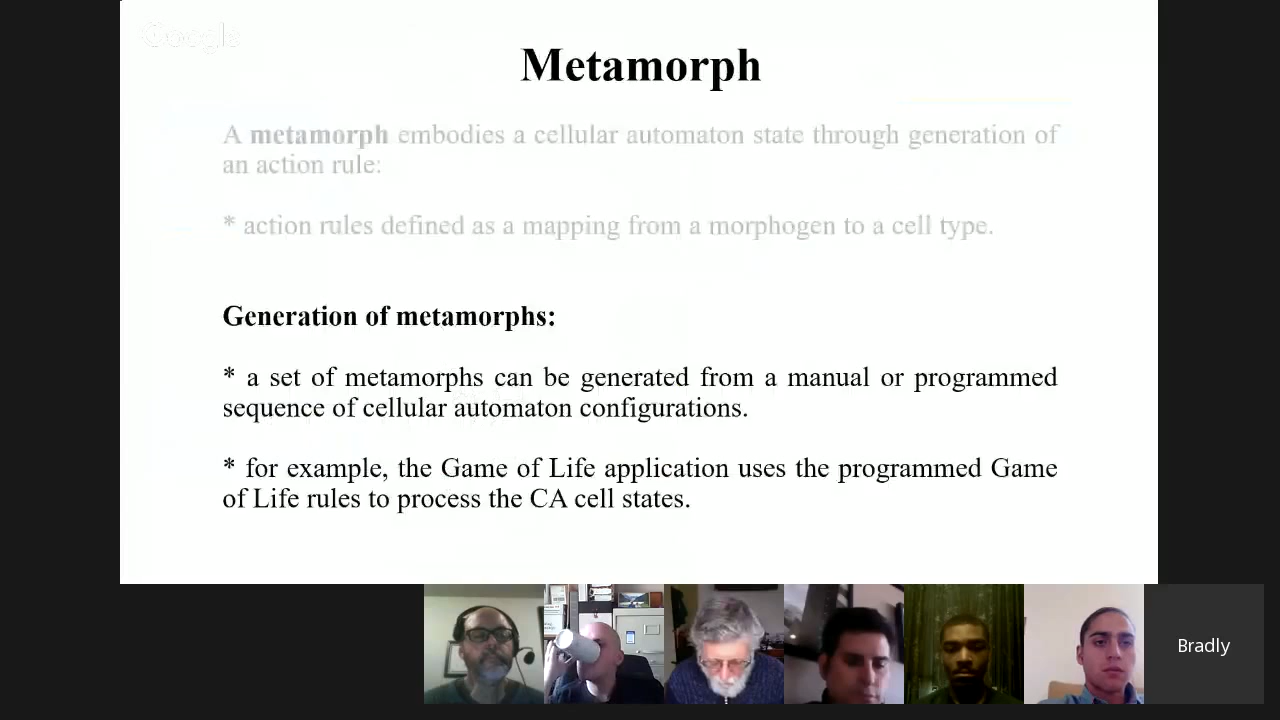 Google
Metamorph
A metamorph embodies a cellular automaton state through generation of
an action rule:
* action rules defined as a mapping from a morphogen to a cell type.
Generation of metamorphs:
* a set of metamorphs can be generated from a manual or programmed
sequence of cellular automaton configurations.
* for example, the Game of Life application uses the programmed Game
of Life rules to process the CA cell states.
Bradly